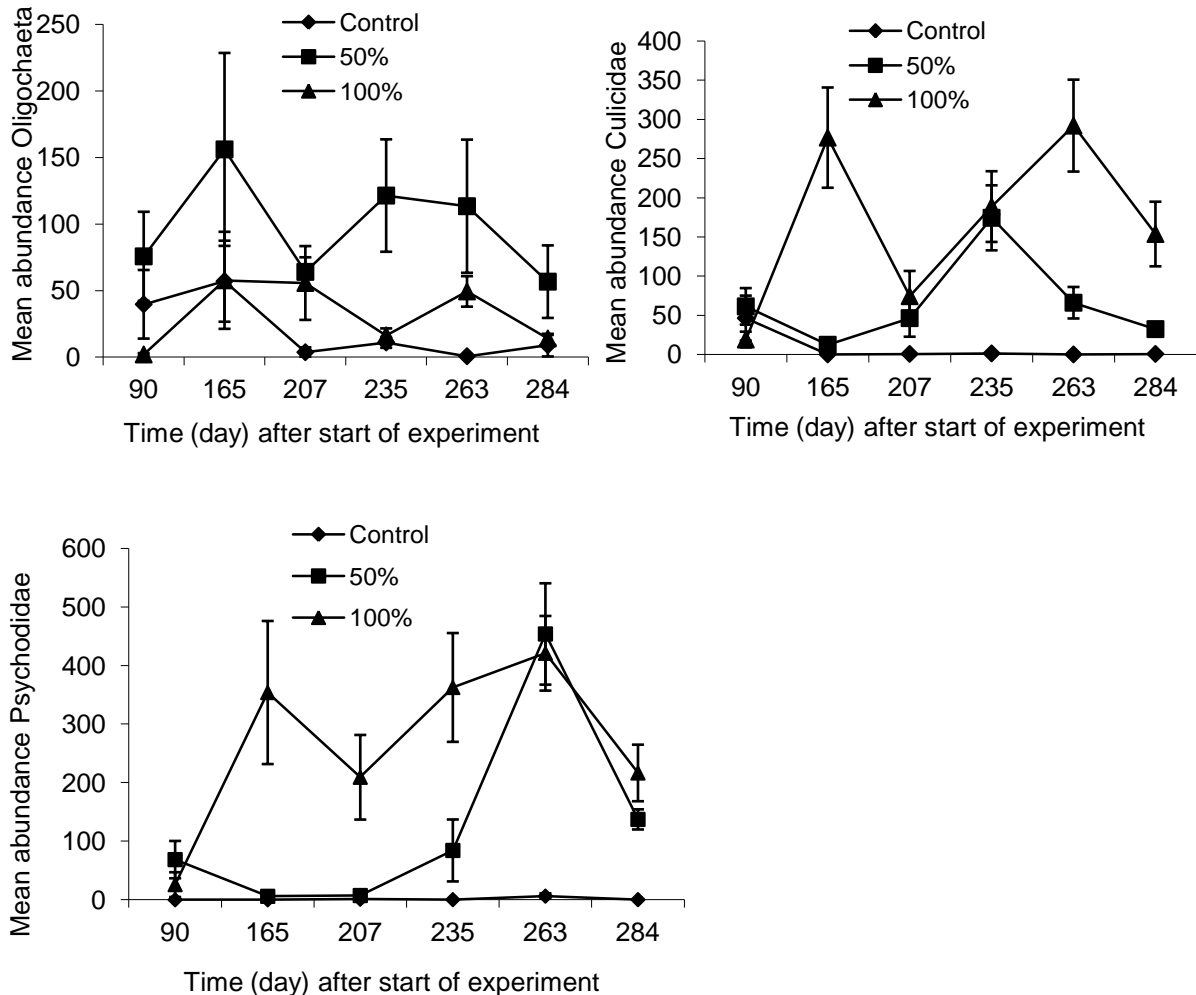 Control
50%
100%
Mean abundance Oligochaeta
250
200
150
100
50
0
90 165 207 235 263 284
Time (day) after start of experiment
Control
50%
100%
Mean abundance Culicidae
400
350
300
250
200
150
100
50
0
90 165 207 235 263 284
Time (day) after start of experiment
Control
50%
100%
Mean abundance Psychodidae
600
500
400
300
200
100
0
90 165 207 235 263 284
Time (day) after start of experiment